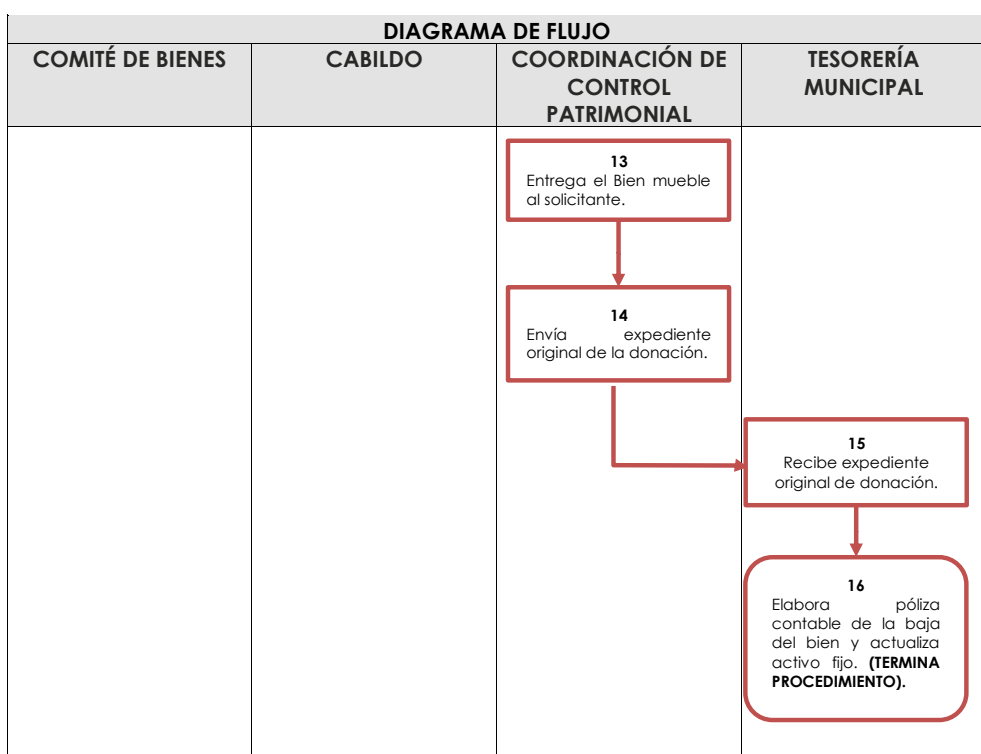 DIAGRAMA DE FLUJO
COMITÉ DE BIENES
CABILDO
COORDINACIÓN DE
CONTROL
PATRIMONIAL
TESORERÍA
MUNICIPAL
13
Entrega el Bien mueble
al solicitante.
14
Envía expediente
original de la donación.
15
Recibe expediente
original de donación.
16
Elabora póliza
contable de la baja
del bien y actualiza
activo fijo. (TERMINA
PROCEDIMIENTO).